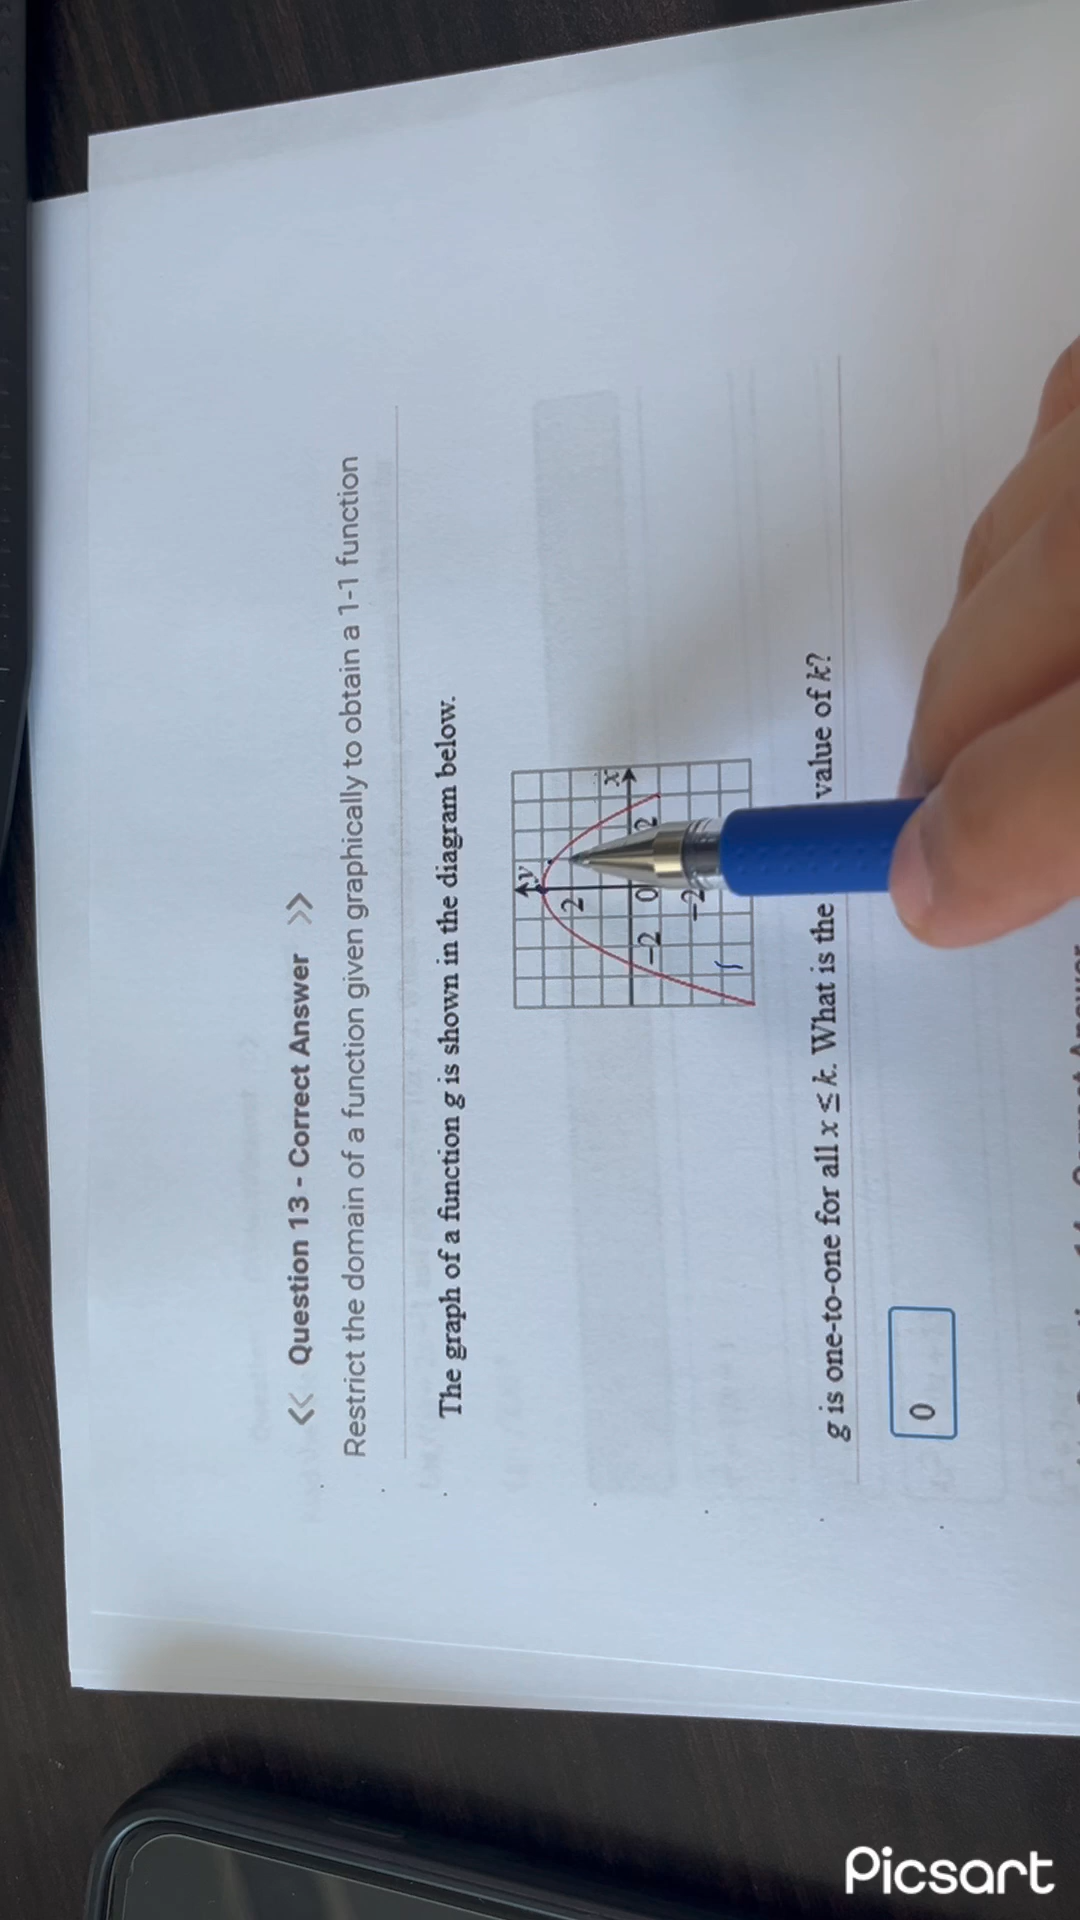 << Question 13 - Correct Answer >>
Restrict the domain of a function given graphically to obtain a 1-1 function
The graph of a function g is shown in the diagram below.
y
2
x
-2 0 2
-2
g is one-to-one for all x ≤ k. What is the value of k?
0
Picsart